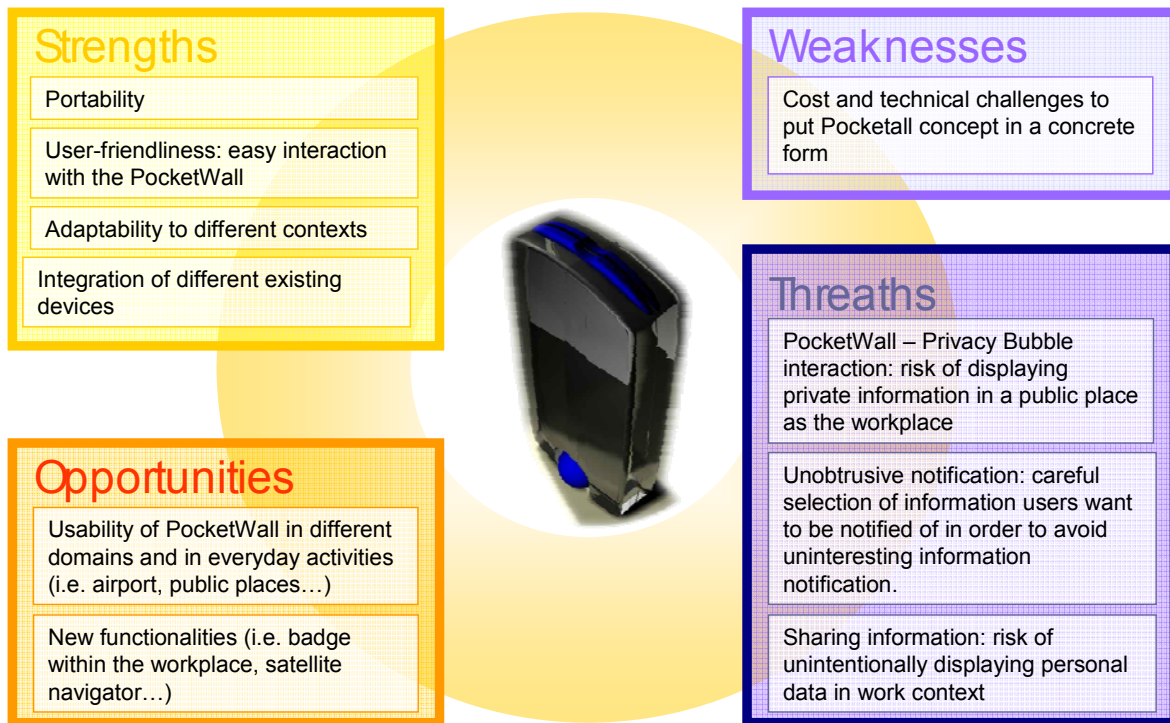 Strengths
Portability
User-friendliness: easy interaction
with the PocketWall
Adaptability to different contexts
Integration of different existing
devices
Weaknesses
Cost and technical challenges to
put Pocketall concept in a concrete
form
Opportunities
Usability of PocketWall in different
domains and in everyday activities
(i.e. airport, public places…)
New functionalities (i.e. badge
within the workplace, satellite
navigator…)
Threaths
PocketWall – Privacy Bubble
interaction: risk of displaying
private information in a public place
as the workplace
Unobtrusive notification: careful
selection of information users want
to be notified of in order to avoid
uninteresting information
notification.
Sharing information: risk of
unintentionally displaying personal
data in work context